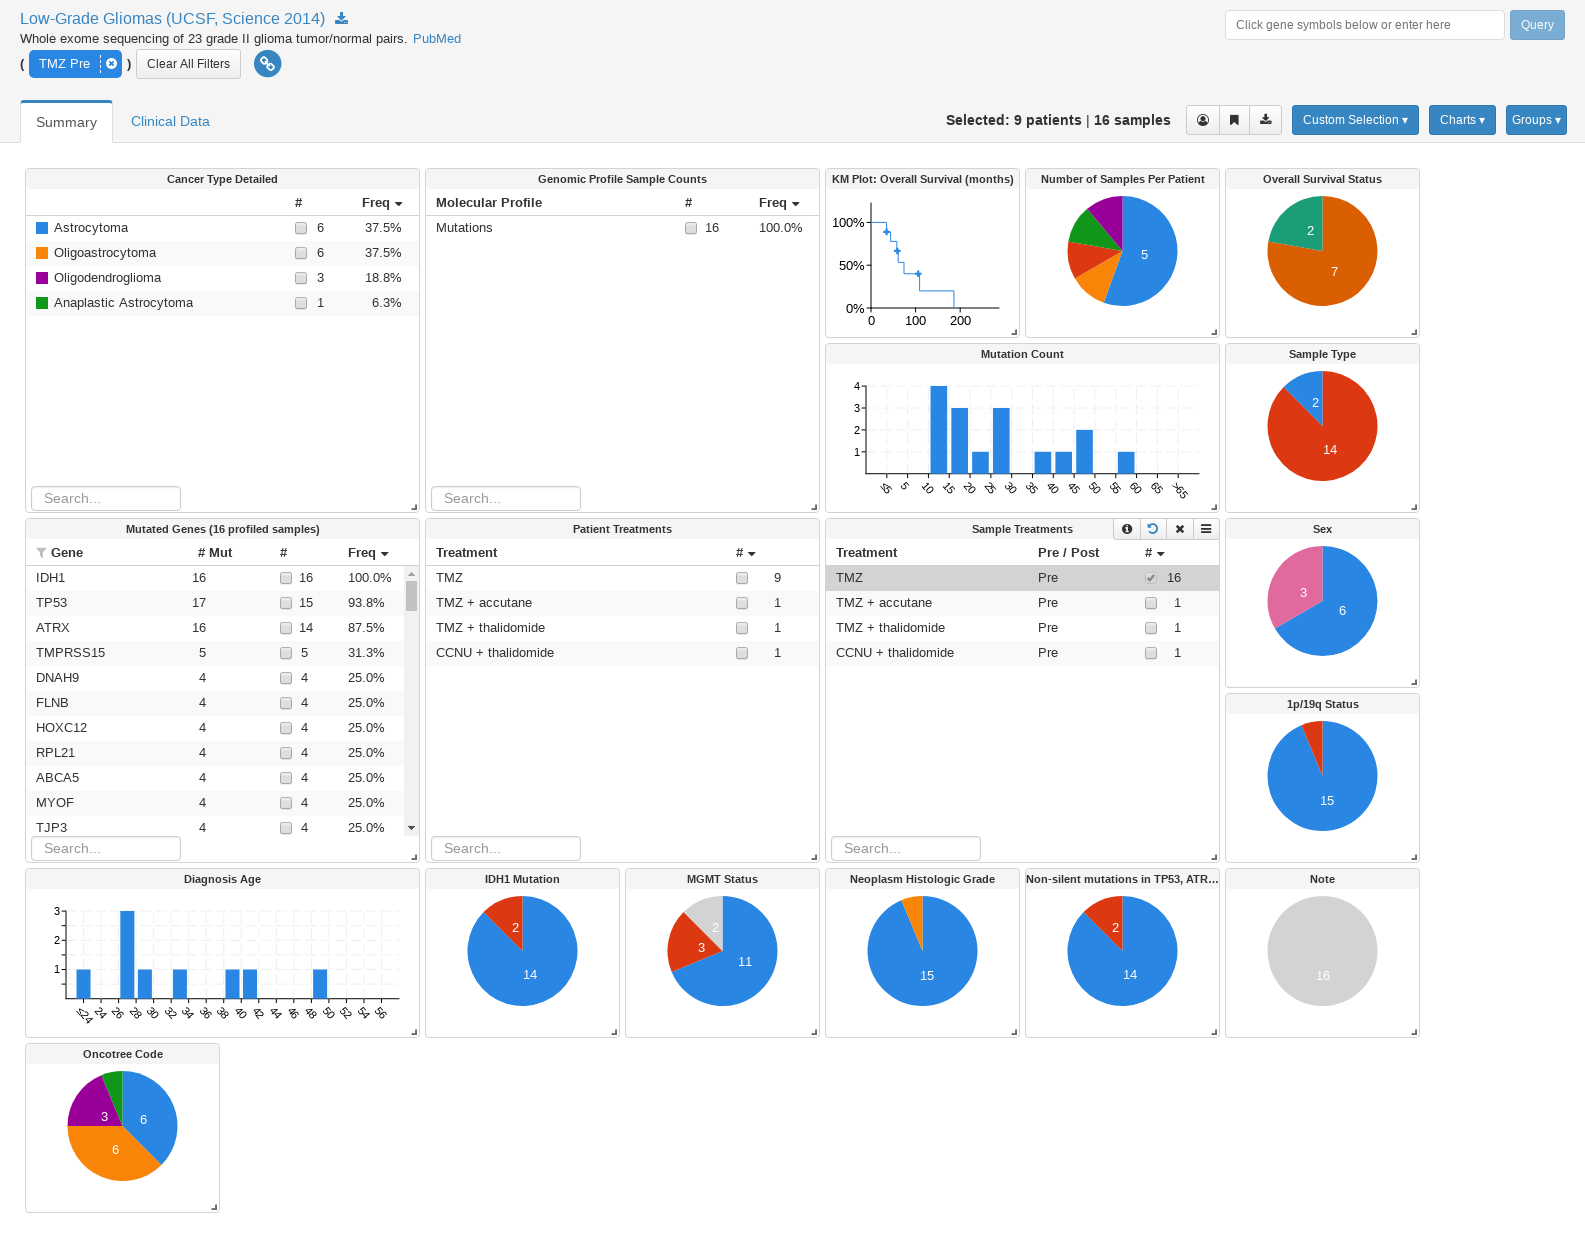 Low-Grade Gliomas (UCSF, Science 2014)
Click gene symbols below or enter here
Query
Whole exome sequencing of 23 grade II glioma tumor/normal pairs. PubMed
( TMZ Pre ) Clear All Filters
Summary Clinical Data
Selected: 9 patients | 16 samples
Custom Selection ▾ Charts ▾ Groups ▾
Cancer Type Detailed
# Freq
Astrocytoma 6 37.5%
Oligoastrocytoma 6 37.5%
Oligodendroglioma 3 18.8%
Anaplastic Astrocytoma 1 6.3%
Search...
Genomic Profile Sample Counts
Molecular Profile # Freq
Mutations 16 100.0%
Search...
KM Plot: Overall Survival (months)
100%
50%
0%
0 100 200
Number of Samples Per Patient
5
Overall Survival Status
2
7
Mutation Count
4
3
2
1
≤5 5 10 15 20 25 30 35 40 45 50 55 60 65 >65
Sample Type
2
14
Mutated Genes (16 profiled samples)
Gene # Mut # Freq
IDH1 16 16 100.0%
TP53 17 15 93.8%
ATRX 16 14 87.5%
TMPRSS15 5 5 31.3%
DNAH9 4 4 25.0%
FLNB 4 4 25.0%
HOXC12 4 4 25.0%
RPL21 4 4 25.0%
ABCA5 4 4 25.0%
MYOF 4 4 25.0%
TJP3 4 4 25.0%
Search...
Patient Treatments
Treatment #
TMZ 9
TMZ + accutane 1
TMZ + thalidomide 1
CCNU + thalidomide 1
Search...
Sample Treatments
Treatment Pre / Post #
TMZ Pre 16
TMZ + accutane Pre 1
TMZ + thalidomide Pre 1
CCNU + thalidomide Pre 1
Search...
Sex
3
6
1p/19q Status
15
Diagnosis Age
3
2
1
≤24 24 26 28 30 32 34 36 38 40 42 44 46 48 50 52 54 56
IDH1 Mutation
2
14
MGMT Status
2
3
11
Neoplasm Histologic Grade
15
Non-silent mutations in TP53, ATR...
2
14
Note
16
Oncotree Code
3
6
6